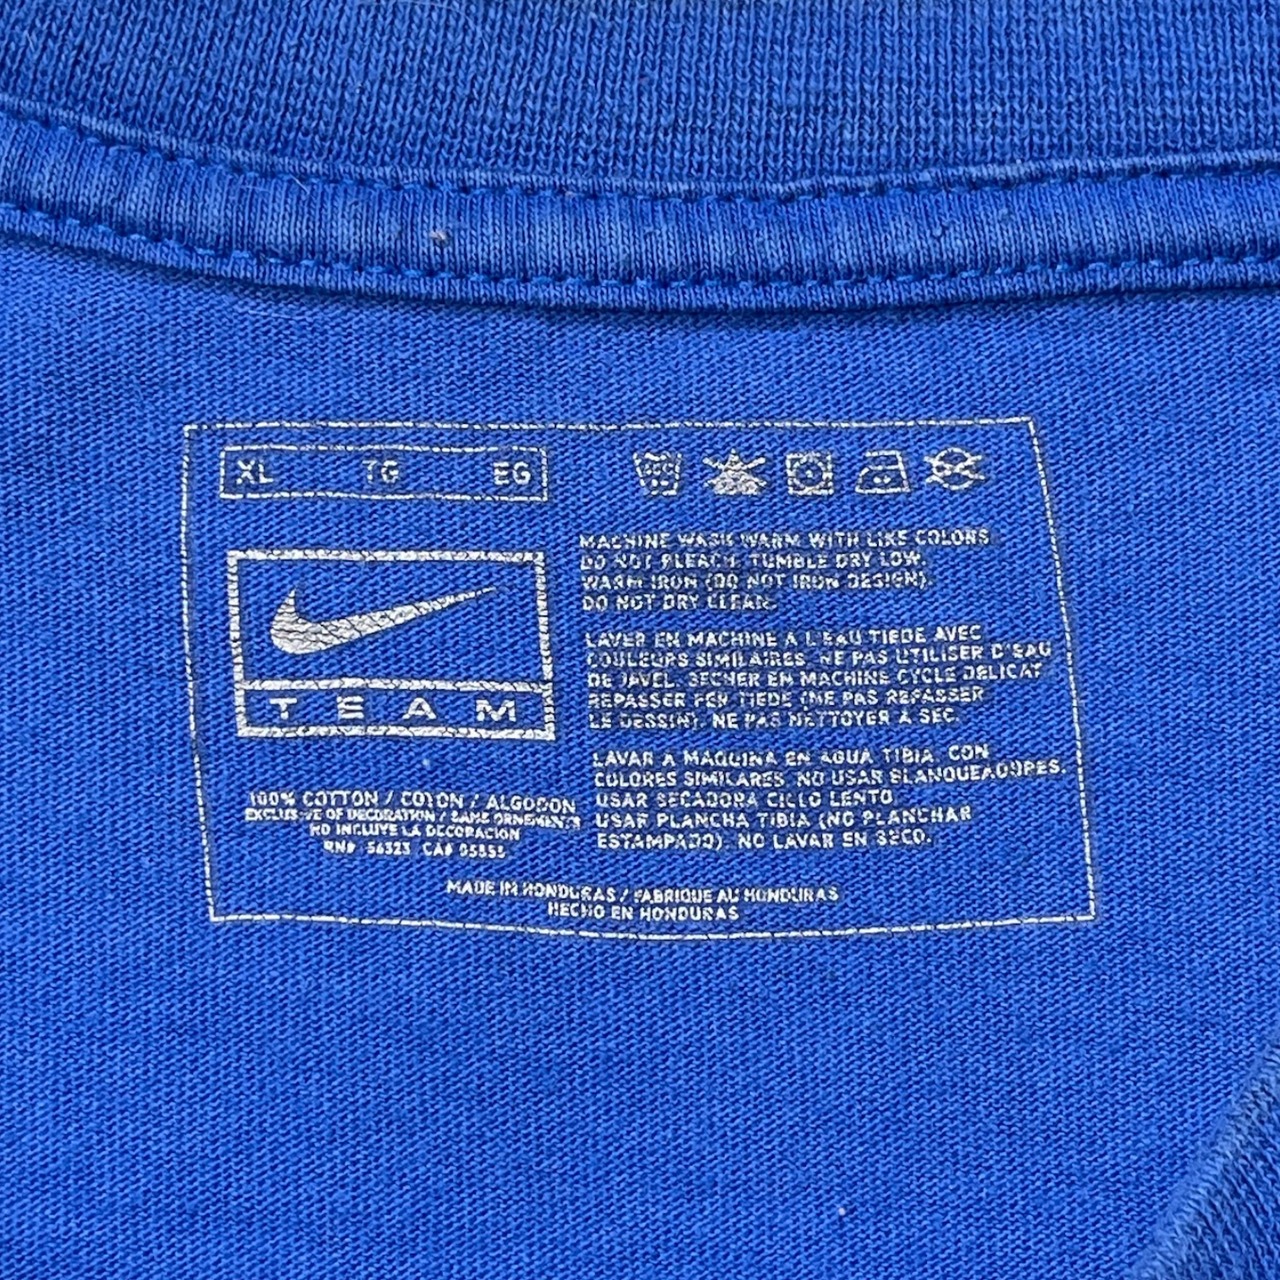 XL TG EG
TEAM
100% COTTON / COTON / ALGODON
EXCLUSIVE OF DECORATION / SANS ORNEMENTS
NO INCLUYE LA DECORACION
RN# 56323 CA# 05553
MACHINE WASH WARM WITH LIKE COLORS
DO NOT BLEACH. TUMBLE DRY LOW.
WARM IRON (DO NOT IRON DESIGN).
DO NOT DRY CLEAN.
LAVER EN MACHINE A L'EAU TIEDE AVEC
COULEURS SIMILAIRES. NE PAS UTILISER D'EAU
DE JAVEL. SECHER EN MACHINE CYCLE DELICAT
REPASSER FER TIEDE (NE PAS REPASSER
LE DESSIN). NE PAS NETTOYER A SEC.
LAVAR A MAQUINA EN AGUA TIBIA, CON
COLORES SIMILARES. NO USAR BLANQUEADORES.
USAR SECADORA CICLO LENTO.
USAR PLANCHA TIBIA (NO PLANCHAR
ESTAMPADO). NO LAVAR EN SECO.
MADE IN HONDURAS / FABRIQUE AU HONDURAS
HECHO EN HONDURAS